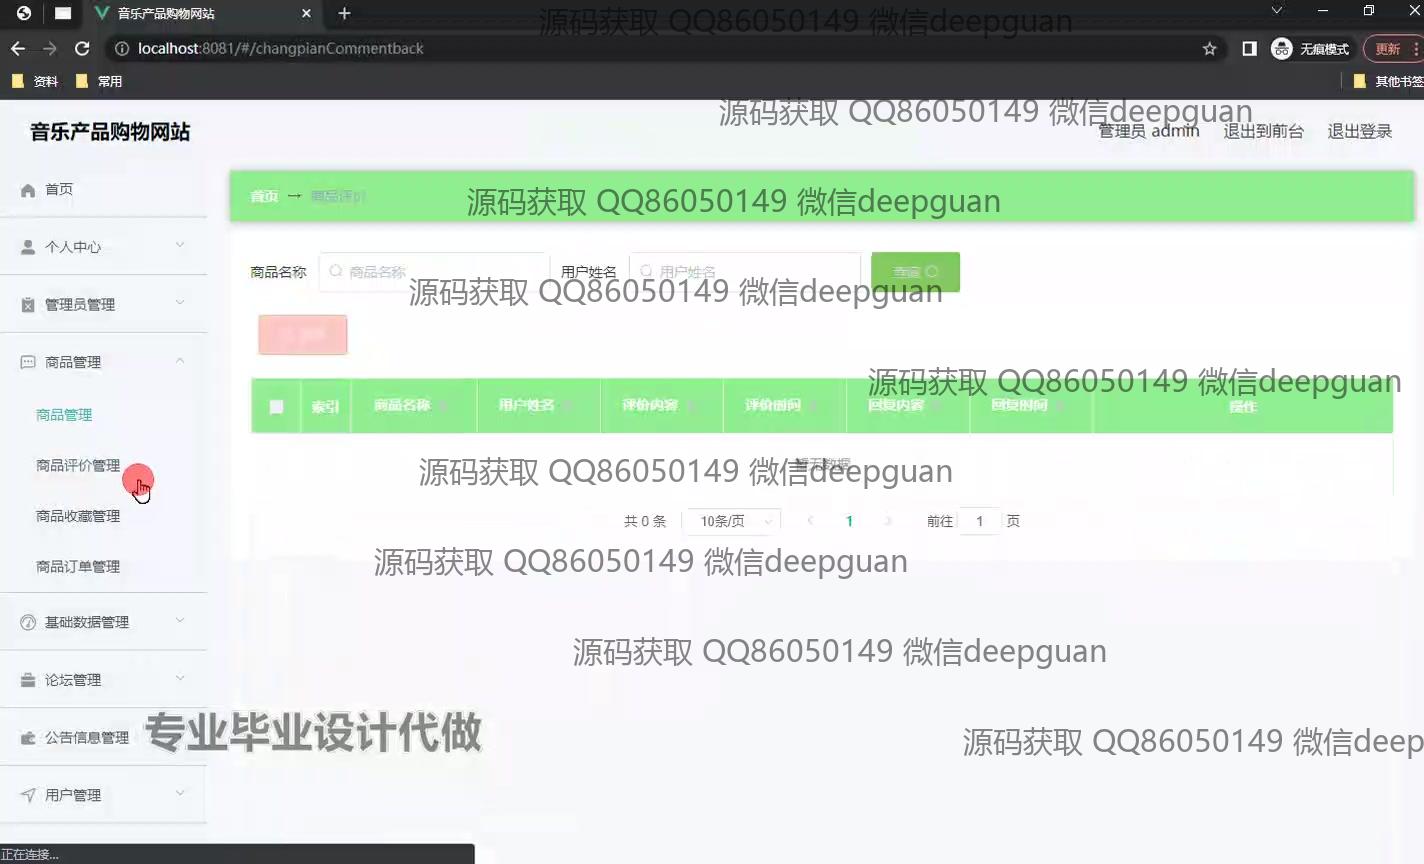 音乐产品购物网站
源码获取 QQ86050149 微信deepguan
localhost:8081/#/changpianCommentback
无痕模式
更新
资料
常用
其他书签
源码获取 QQ86050149 微信deepguan
音乐产品购物网站
管理员 admin
退出到前台
退出登录
首页
首页 → 商品评价
源码获取 QQ86050149 微信deepguan
个人中心
商品名称
商品名称
用户姓名
用户姓名
查询
源码获取 QQ86050149 微信deepguan
管理员管理
商品管理
源码获取 QQ86050149 微信deepguan
索引 商品名称 用户姓名 评价内容 评价时间 回复内容 回复时间 操作
商品管理
商品评价管理
暂无数据
源码获取 QQ86050149 微信deepguan
商品收藏管理
共 0 条 10条/页 1 前往 1 页
商品订单管理
源码获取 QQ86050149 微信deepguan
基础数据管理
源码获取 QQ86050149 微信deepguan
论坛管理
公告信息管理
专业毕业设计代做
源码获取 QQ86050149 微信deep
用户管理
正在连接...